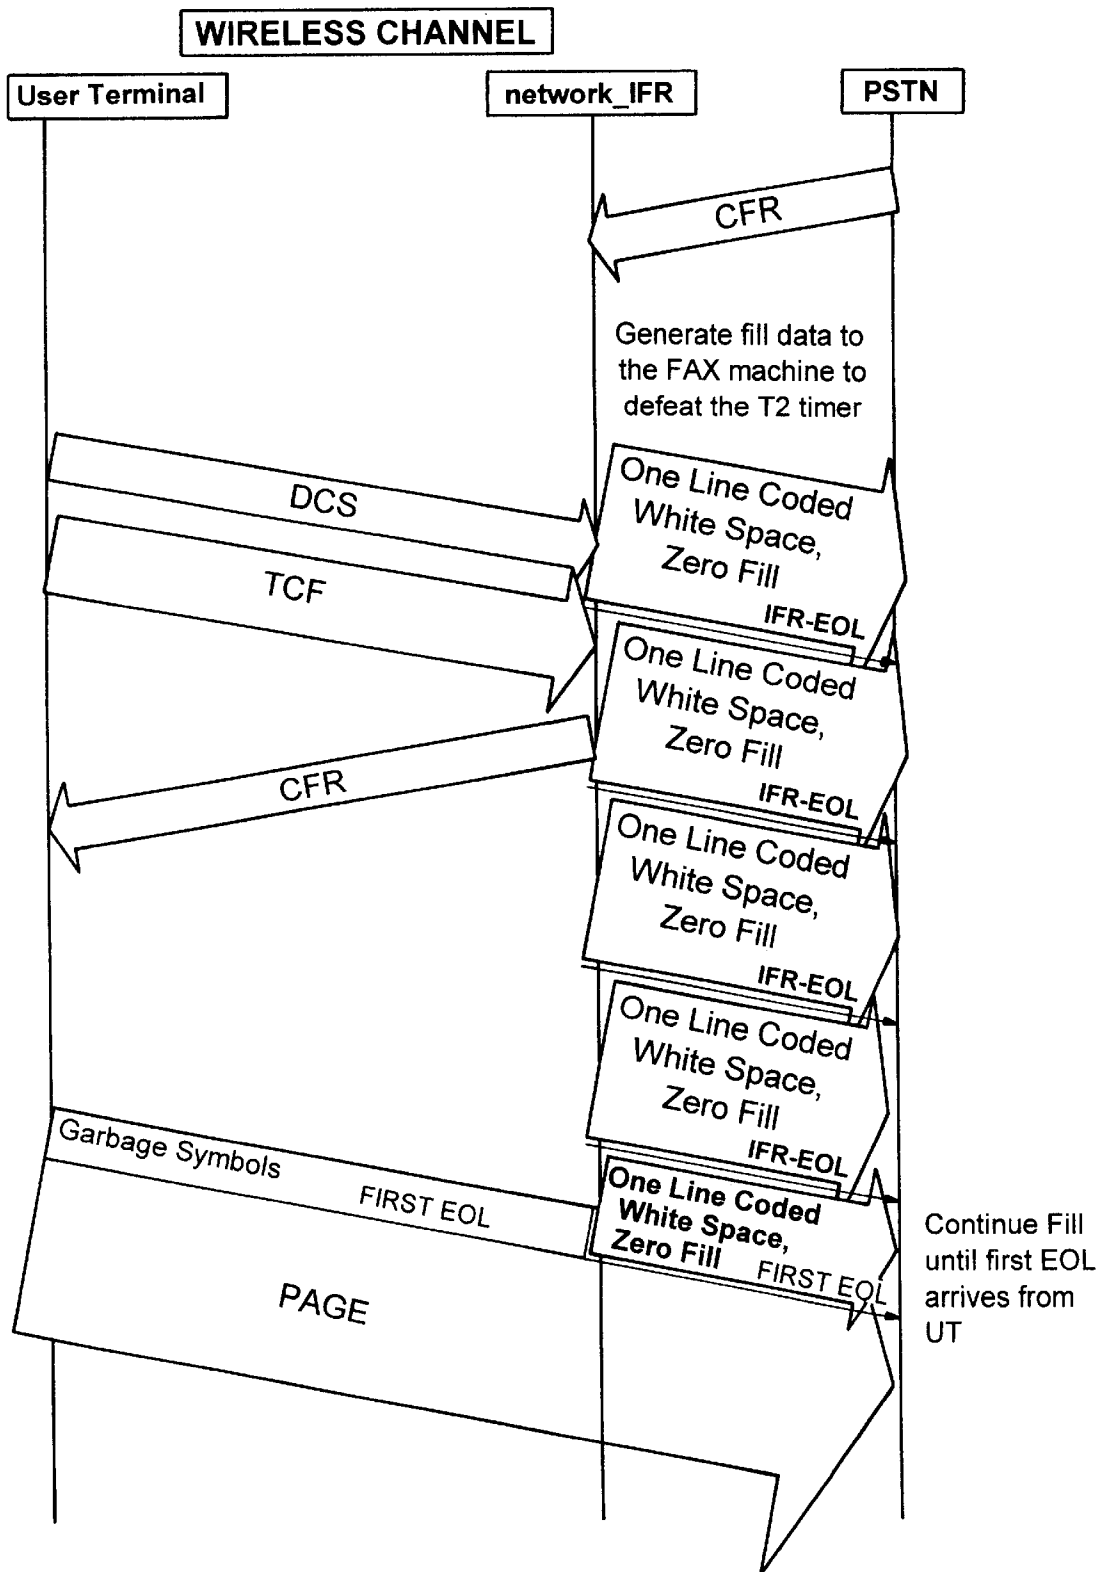 WIRELESS CHANNEL
User Terminal
network_IFR
PSTN
CFR
Generate fill data to
the FAX machine to
defeat the T2 timer
DCS
One Line Coded
White Space,
Zero Fill
IFR-EOL
TCF
One Line Coded
White Space,
Zero Fill
IFR-EOL
CFR
One Line Coded
White Space,
Zero Fill
IFR-EOL
One Line Coded
White Space,
Zero Fill
IFR-EOL
Garbage Symbols
FIRST EOL
One Line Coded
White Space,
Zero Fill
FIRST EOL
Continue Fill
until first EOL
arrives from
UT
PAGE